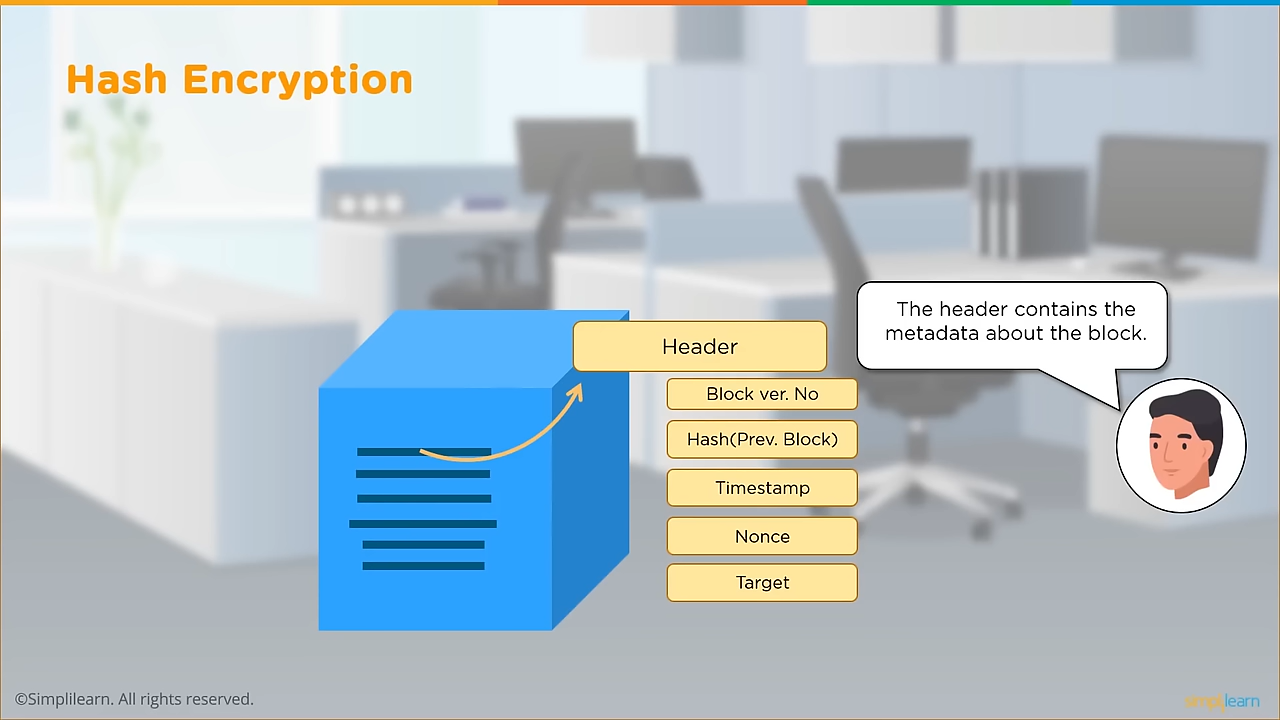 Hash Encryption
Header
The header contains the
metadata about the block.
Block ver. No
Hash(Prev. Block)
Timestamp
Nonce
Target
©Simplilearn. All rights reserved.
simplilearn